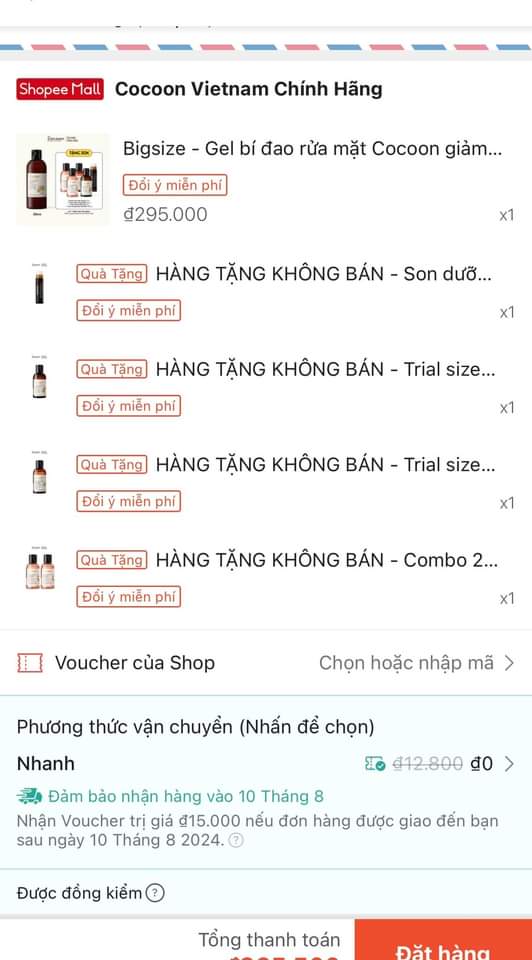 Shopee Mall Cocoon Vietnam Chính Hãng
Bigsize - Gel bí đao rửa mặt Cocoon giảm...
Đổi ý miễn phí
₫295.000 x1
Quà Tặng HÀNG TẶNG KHÔNG BÁN - Son dưỡ...
Đổi ý miễn phí
x1
Quà Tặng HÀNG TẶNG KHÔNG BÁN - Trial size...
Đổi ý miễn phí
x1
Quà Tặng HÀNG TẶNG KHÔNG BÁN - Trial size...
Đổi ý miễn phí
x1
Quà Tặng HÀNG TẶNG KHÔNG BÁN - Combo 2...
Đổi ý miễn phí
x1
Voucher của Shop Chọn hoặc nhập mã
Phương thức vận chuyển (Nhấn để chọn)
Nhanh ₫12.800 ₫0
Đảm bảo nhận hàng vào 10 Tháng 8
Nhận Voucher trị giá ₫15.000 nếu đơn hàng được giao đến bạn
sau ngày 10 Tháng 8 2024. ?
Được đồng kiểm ?
Tổng thanh toán
Đặt hàng